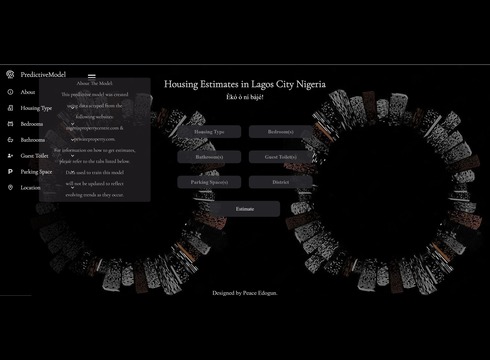 PredictiveModel
About
Housing Type
Bedrooms
Bathrooms
Guest Toilet
Parking Space
Location
About The Model:
This predictive model was created
using data scraped from the
following websites:
&
For information on how to get estimates,
please refer to the tabs listed below.
Data used to train this model
will not be updated to reflect
evolving trends as they occur.
Housing Estimates in Lagos City Nigeria
Èkó ò ní bàjé!
Housing Type
Bedroom(s)
Bathroom(s)
Guest Toilet(s)
Parking Space(s)
District
Estimate
Designed by Peace Edogun.